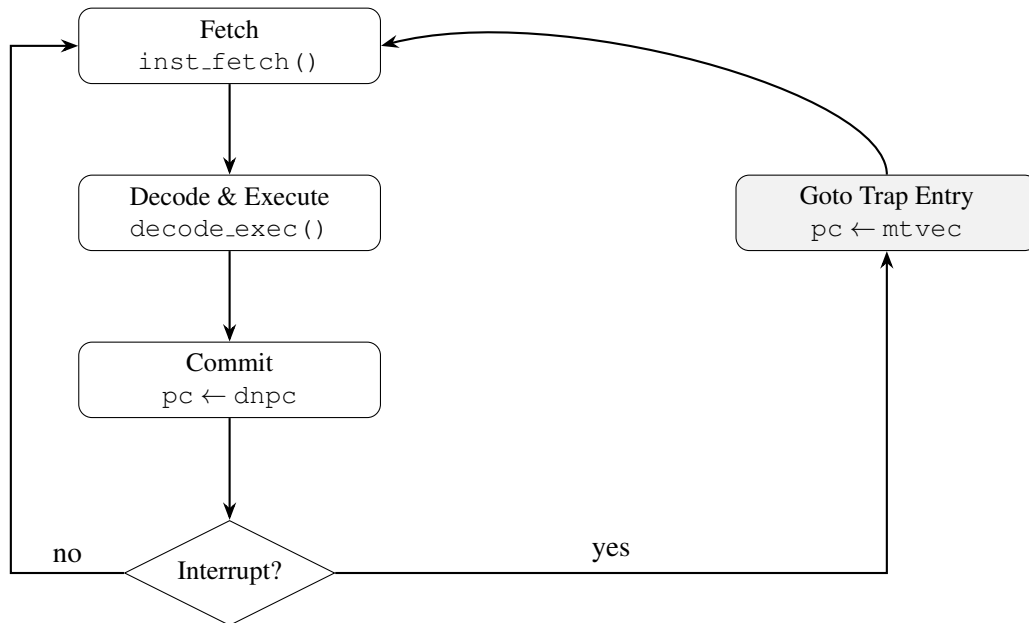 Fetch
inst_fetch()
Decode & Execute
decode_exec()
Goto Trap Entry
pc ← mtvec
Commit
pc ← dnpc
no
Interrupt?
yes